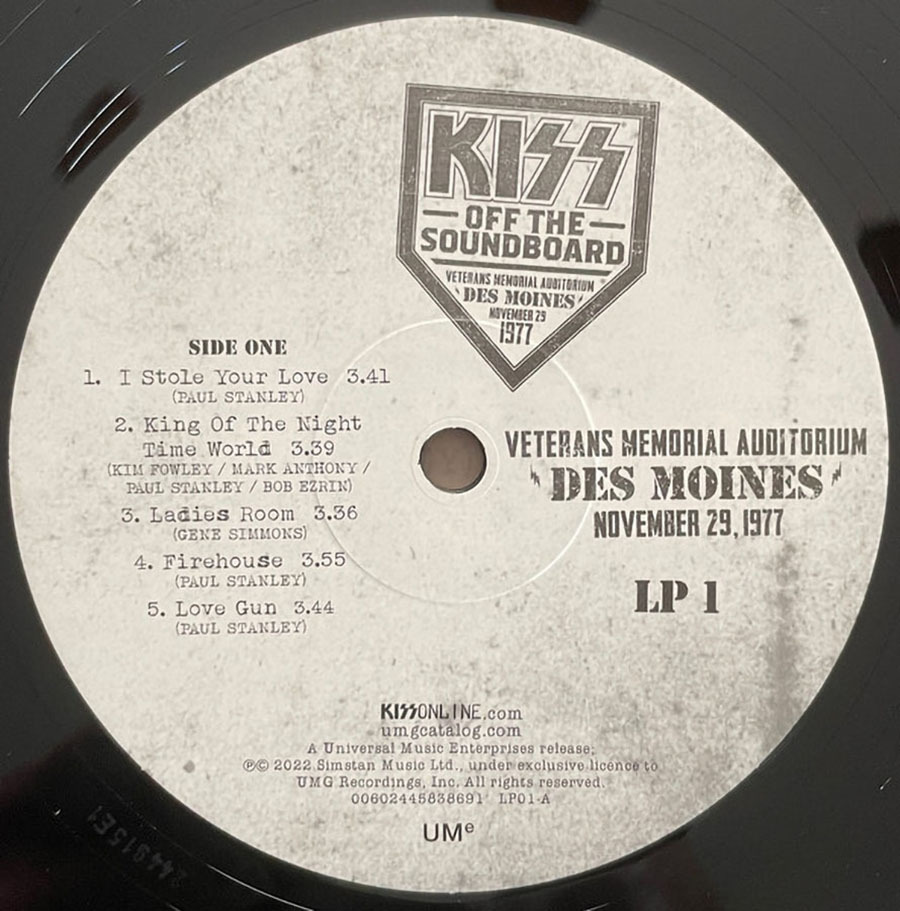 KISS
OFF THE
SOUNDBOARD
VETERANS MEMORIAL AUDITORIUM
DES MOINES
NOVEMBER 29
1977
SIDE ONE
1. I Stole Your Love 3.41
(PAUL STANLEY)
2. King Of The Night
Time World 3.39
(KIM FOWLEY / MARK ANTHONY /
PAUL STANLEY / BOB EZRIN)
3. Ladies Room 3.36
(GENE SIMMONS)
4. Firehouse 3.55
(PAUL STANLEY)
5. Love Gun 3.44
(PAUL STANLEY)
VETERANS MEMORIAL AUDITORIUM
DES MOINES
NOVEMBER 29, 1977
LP 1
KISSONLINE.com
umgcatalog.com
A Universal Music Enterprises release;
℗© 2022 Simstan Music Ltd., under exclusive licence to
UMG Recordings, Inc. All rights reserved.
00602445838691 LP01-A
UMe
244915E1